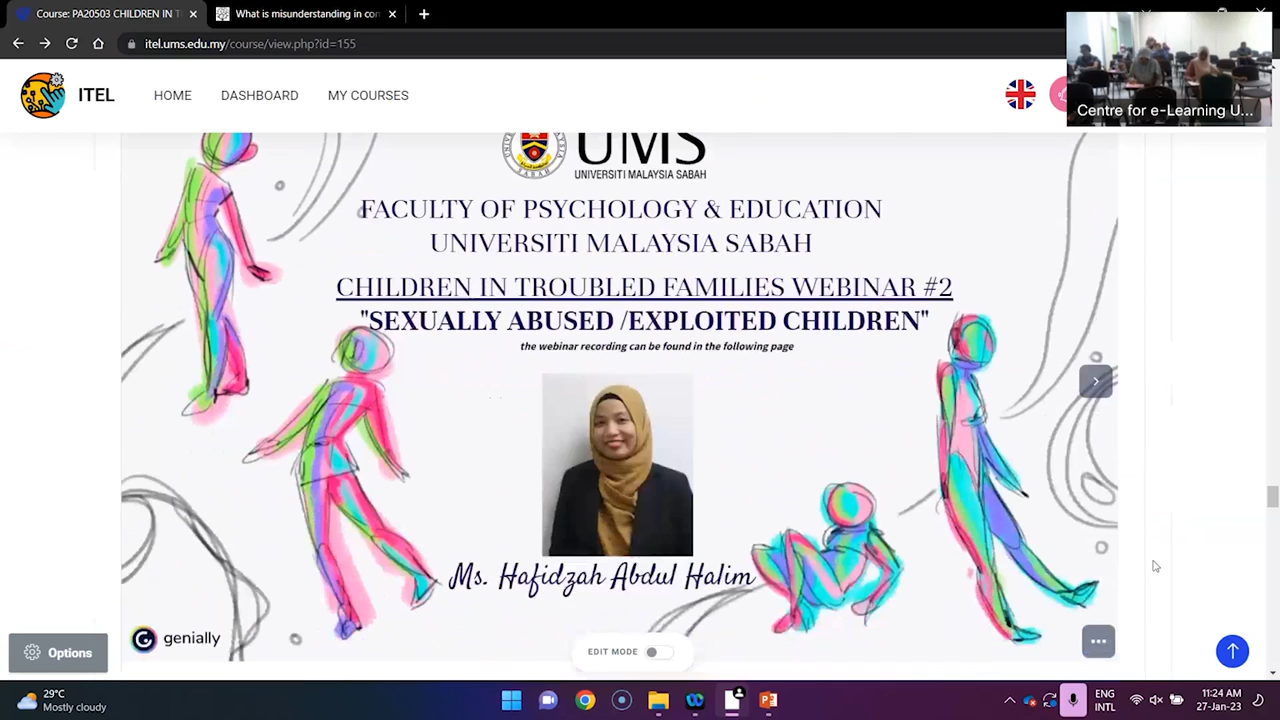 Course: PA20503 CHILDREN IN T
What is misunderstanding in con
itel.ums.edu.my/course/view.php?id=155
ITEL
HOME
DASHBOARD
MY COURSES
Centre for e-Learning U...
UMS
UNIVERSITI MALAYSIA SABAH
FACULTY OF PSYCHOLOGY & EDUCATION
UNIVERSITI MALAYSIA SABAH
CHILDREN IN TROUBLED FAMILIES WEBINAR #2
"SEXUALLY ABUSED /EXPLOITED CHILDREN"
the webinar recording can be found in the following page
Ms. Hafidzah Abdul Halim
genially
Options
EDIT MODE
29°C
Mostly cloudy
ENG
INTL
11:24 AM
27-Jan-23